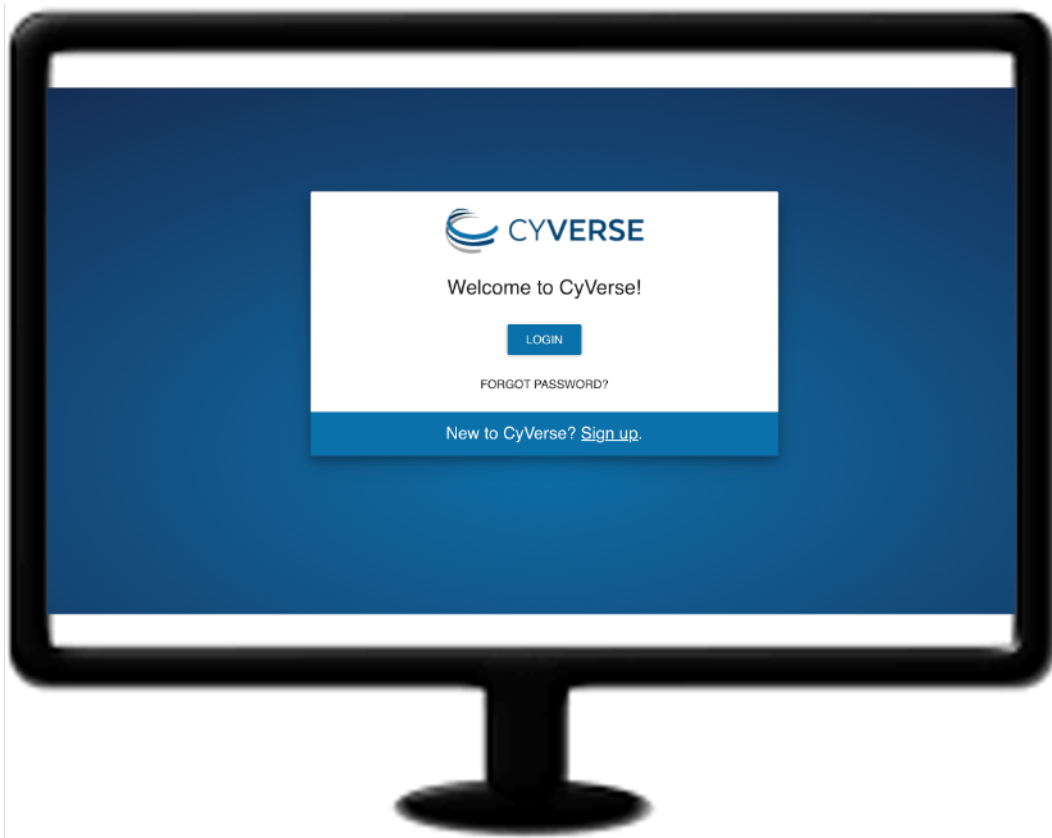 CYVERSE
Welcome to CyVerse!
LOGIN
FORGOT PASSWORD?
New to CyVerse? Sign up.